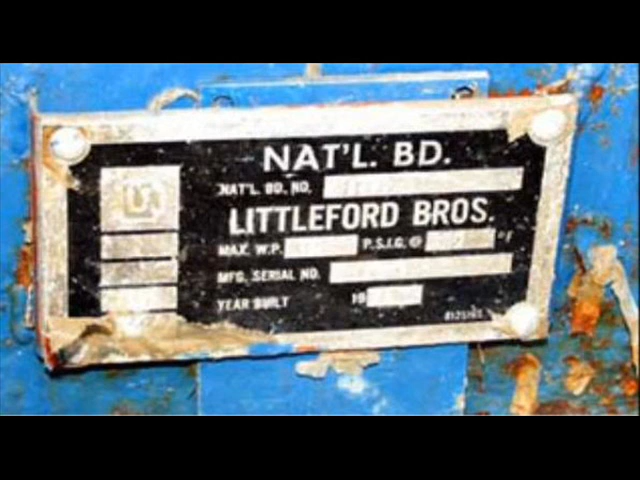 NAT'L. BD.
NAT'L. BD. NO.
LITTLEFORD BROS.
MAX. W.P. P.S.I.G. @ °F
MFG. SERIAL NO.
YEAR BUILT 19